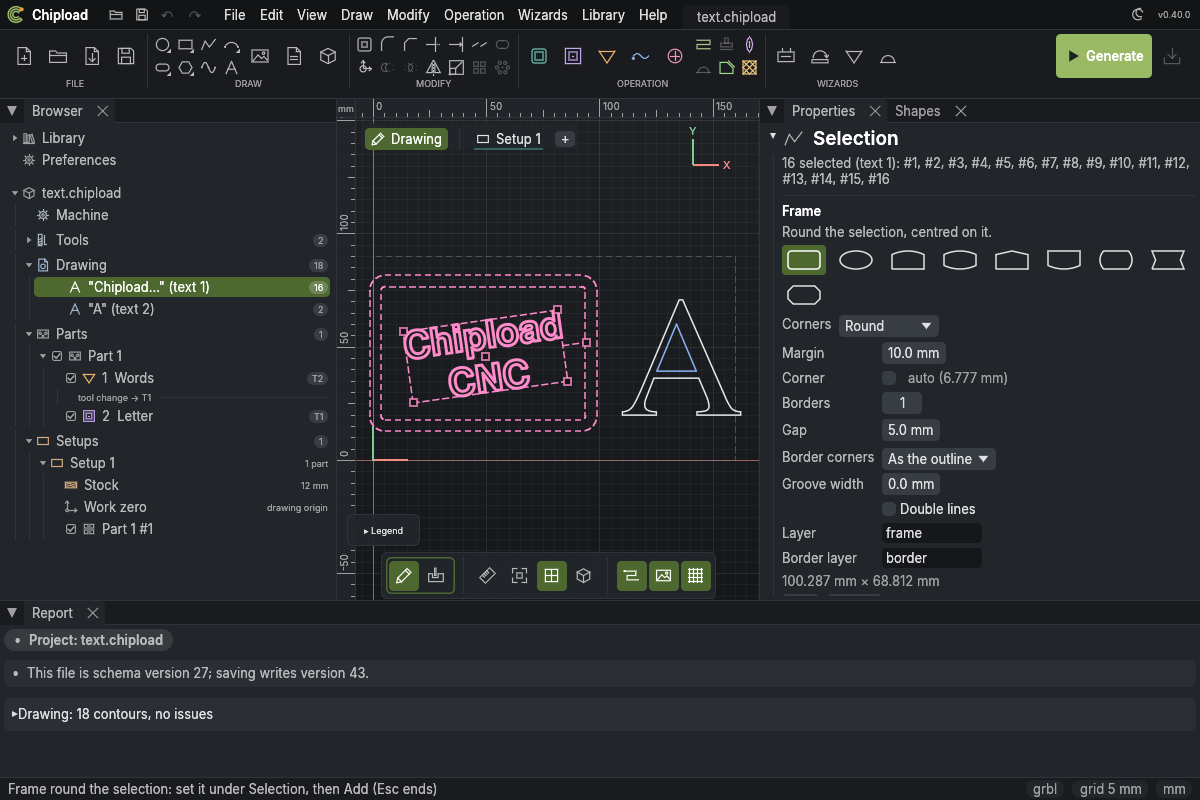 Chipload
File Edit View Draw Modify Operation Wizards Library Help
text.chipload
v0.40.0
FILE
DRAW
MODIFY
OPERATION
WIZARDS
Generate
Browser
Library
Preferences
text.chipload
Machine
Tools 2
Drawing 18
"Chipload..." (text 1) 16
"A" (text 2) 2
Parts 1
Part 1
1 Words T2
tool change → T1
2 Letter T1
Setups 1
Setup 1 1 part
Stock 12 mm
Work zero drawing origin
Part 1 #1
mm 0 50 100 150
100
50
0
-50
Drawing
Setup 1
+
Y
X
Chipload
CNC
A
Legend
Properties
Shapes
Selection
16 selected (text 1): #1, #2, #3, #4, #5, #6, #7, #8, #9, #10, #11, #12,
#13, #14, #15, #16
Frame
Round the selection, centred on it.
Corners Round
Margin 10.0 mm
Corner auto (6.777 mm)
Borders 1
Gap 5.0 mm
Border corners As the outline
Groove width 0.0 mm
Double lines
Layer frame
Border layer border
100.287 mm × 68.812 mm
Report
• Project: text.chipload
• This file is schema version 27; saving writes version 43.
Drawing: 18 contours, no issues
Frame round the selection: set it under Selection, then Add (Esc ends)
grbl
grid 5 mm
mm